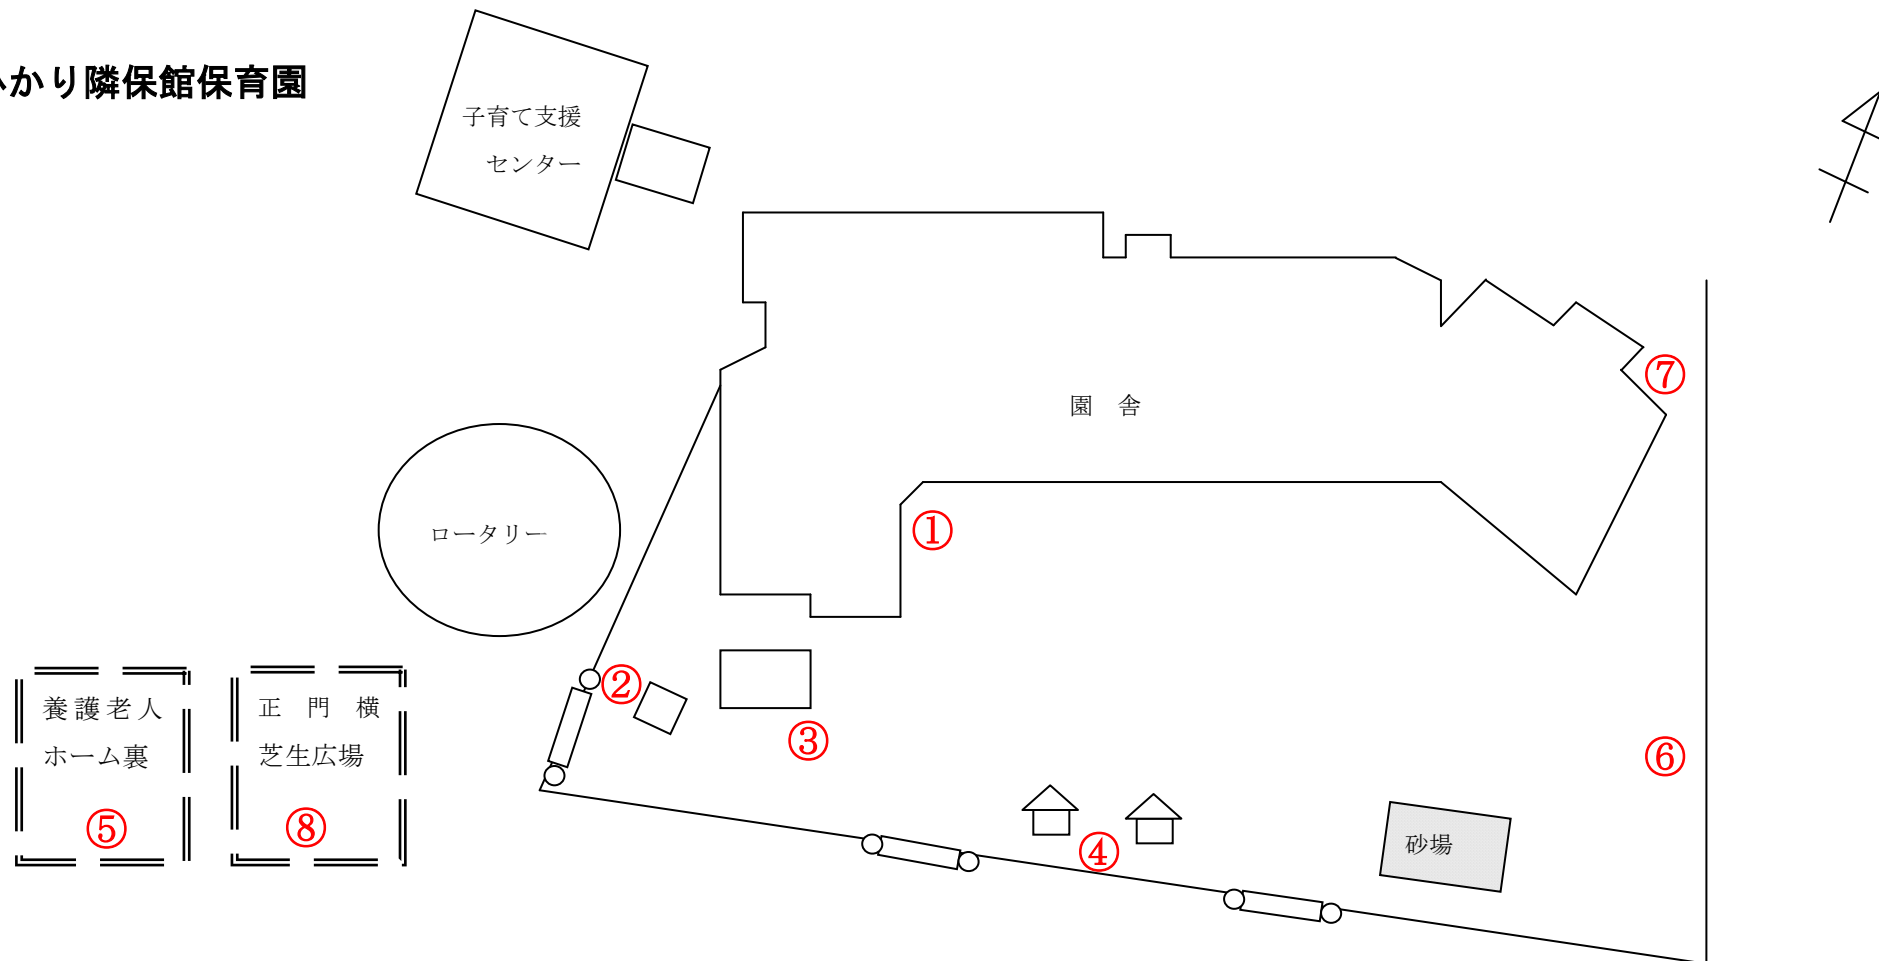 かり隣保館保育園
子育て支援
センター
園 舎
⑦
①
ロータリー
②
③
養護老人
ホーム裏
⑤
正 門 横
芝生広場
⑧
④
砂場
⑥